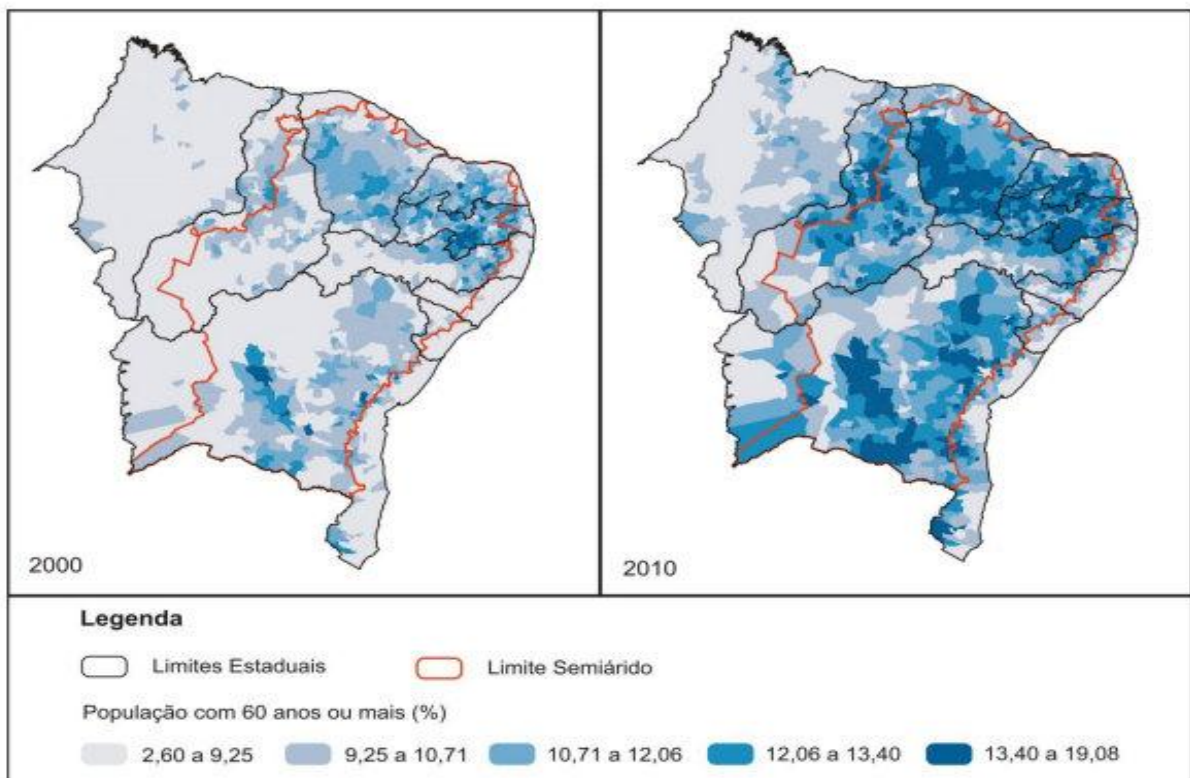 2000
2010
Legenda
Limites Estaduais
Limite Semiárido
População com 60 anos ou mais (%)
2,60 a 9,25
9,25 a 10,71
10,71 a 12,06
12,06 a 13,40
13,40 a 19,08